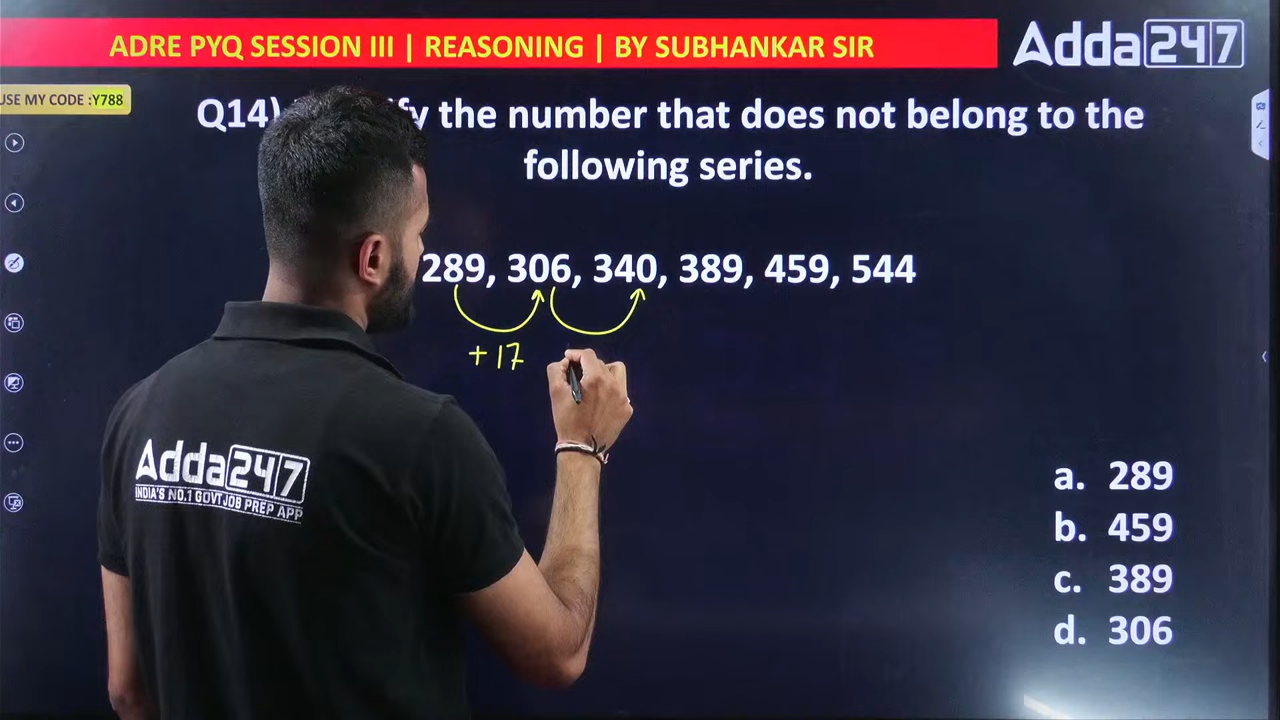 ADRE PYQ SESSION III | REASONING | BY SUBHANKAR SIR
Adda247
USE MY CODE :Y788
Q14) the number that does not belong to the
following series.
289, 306, 340, 389, 459, 544
+17
Adda247
INDIA'S NO.1 GOVT JOB PREP APP
a. 289
b. 459
c. 389
d. 306